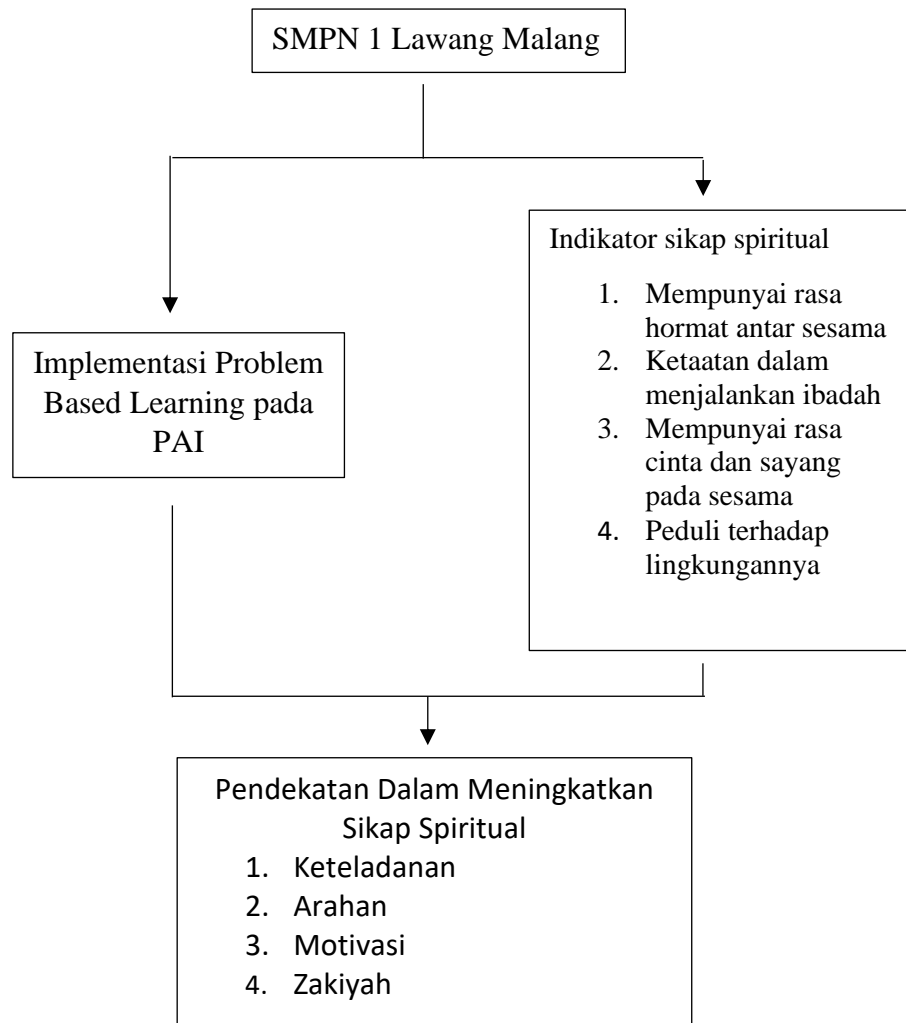 SMPN 1 Lawang Malang
Implementasi Problem
Based Learning pada
PAI
Indikator sikap spiritual
1. Mempunyai rasa
hormat antar sesama
2. Ketaatan dalam
menjalankan ibadah
3. Mempunyai rasa
cinta dan sayang
pada sesama
4. Peduli terhadap
lingkungannya
Pendekatan Dalam Meningkatkan
Sikap Spiritual
1. Keteladanan
2. Arahan
3. Motivasi
4. Zakiyah